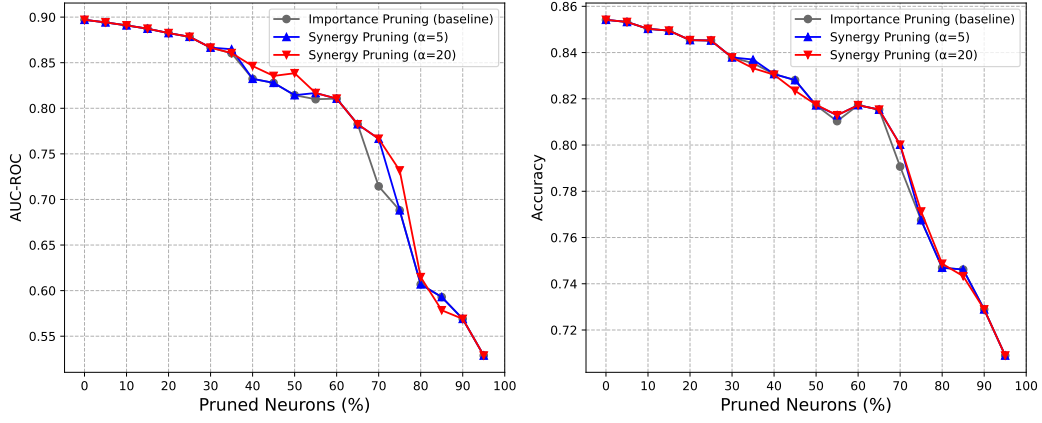 0.90
0.85
0.80
0.75
0.70
0.65
0.60
0.55
AUC-ROC
Importance Pruning (baseline)
Synergy Pruning (α=5)
Synergy Pruning (α=20)
0 10 20 30 40 50 60 70 80 90 100
Pruned Neurons (%)
0.86
0.84
0.82
0.80
0.78
0.76
0.74
0.72
Accuracy
Importance Pruning (baseline)
Synergy Pruning (α=5)
Synergy Pruning (α=20)
0 10 20 30 40 50 60 70 80 90 100
Pruned Neurons (%)